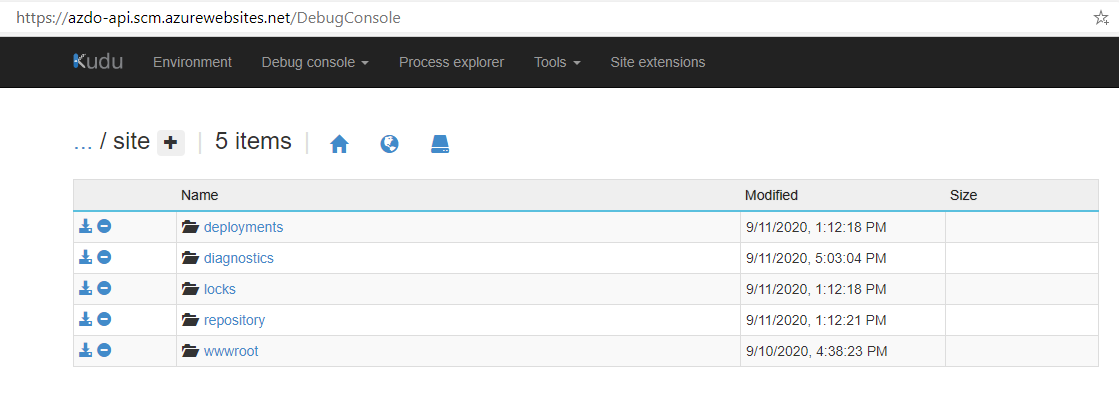 https://azdo-api.scm.azurewebsites.net/DebugConsole
Kudu Environment Debug console Process explorer Tools Site extensions
... / site + | 5 items |
Name Modified Size
deployments 9/11/2020, 1:12:18 PM
diagnostics 9/11/2020, 5:03:04 PM
locks 9/11/2020, 1:12:18 PM
repository 9/11/2020, 1:12:21 PM
wwwroot 9/10/2020, 4:38:23 PM